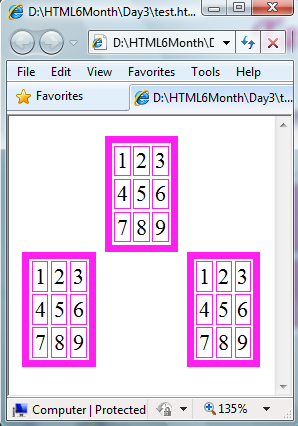 D:\HTML6Month\Day3\test.ht...
D:\HTML6Month\D
File Edit View Favorites Tools Help
Favorites
D:\HTML6Month\Day3\t...
1 2 3
4 5 6
7 8 9
1 2 3
4 5 6
7 8 9
1 2 3
4 5 6
7 8 9
Computer | Protected
135%